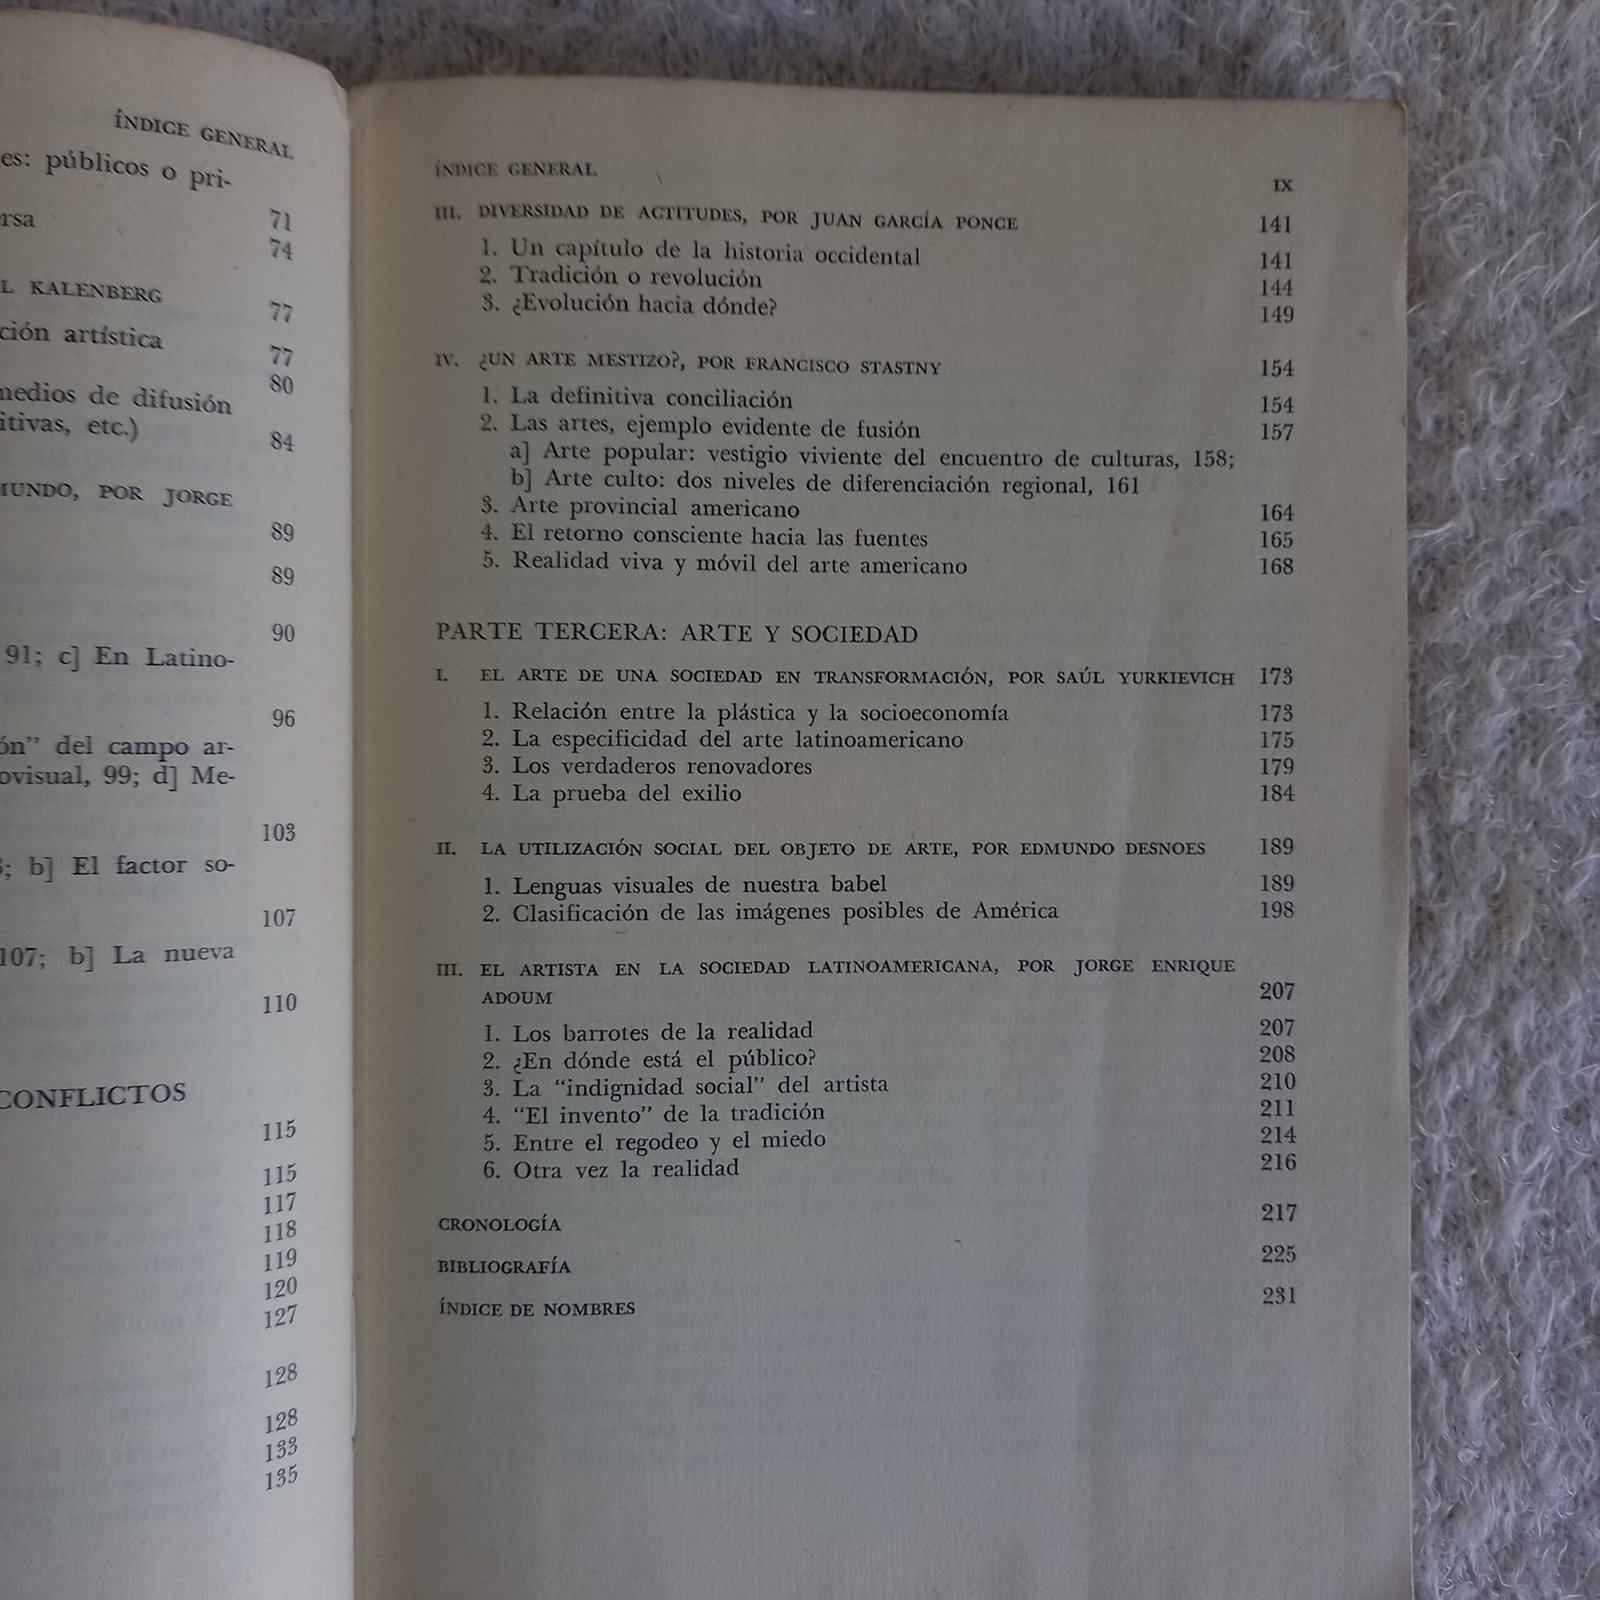 ÍNDICE GENERAL
es: públicos o pri-
ersa 71
74
L KALENBERG
77
ción artística
77
80
medios de difusión
itivas, etc.)
84
MUNDO, POR JORGE
89
89
90
91; c] En Latino-
96
ón” del campo ar-
ovisual, 99; d] Me-
103
; b] El factor so-
107
107; b] La nueva
110
CONFLICTOS
115
115
117
118
119
120
127
128
128
133
135
ÍNDICE GENERAL IX
III. DIVERSIDAD DE ACTITUDES, POR JUAN GARCÍA PONCE 141
1. Un capítulo de la historia occidental 141
2. Tradición o revolución 144
3. ¿Evolución hacia dónde? 149
IV. ¿UN ARTE MESTIZO?, POR FRANCISCO STASTNY 154
1. La definitiva conciliación 154
2. Las artes, ejemplo evidente de fusión 157
a] Arte popular: vestigio viviente del encuentro de culturas, 158;
b] Arte culto: dos niveles de diferenciación regional, 161
3. Arte provincial americano 164
4. El retorno consciente hacia las fuentes 165
5. Realidad viva y móvil del arte americano 168
PARTE TERCERA: ARTE Y SOCIEDAD
I. EL ARTE DE UNA SOCIEDAD EN TRANSFORMACIÓN, POR SAÚL YURKIEVICH 173
1. Relación entre la plástica y la socioeconomía 173
2. La especificidad del arte latinoamericano 175
3. Los verdaderos renovadores 179
4. La prueba del exilio 184
II. LA UTILIZACIÓN SOCIAL DEL OBJETO DE ARTE, POR EDMUNDO DESNOES 189
1. Lenguas visuales de nuestra babel 189
2. Clasificación de las imágenes posibles de América 198
III. EL ARTISTA EN LA SOCIEDAD LATINOAMERICANA, POR JORGE ENRIQUE
ADOUM 207
1. Los barrotes de la realidad 207
2. ¿En dónde está el público? 208
3. La “indignidad social” del artista 210
4. “El invento” de la tradición 211
5. Entre el regodeo y el miedo 214
6. Otra vez la realidad 216
CRONOLOGÍA 217
BIBLIOGRAFÍA 225
ÍNDICE DE NOMBRES 231